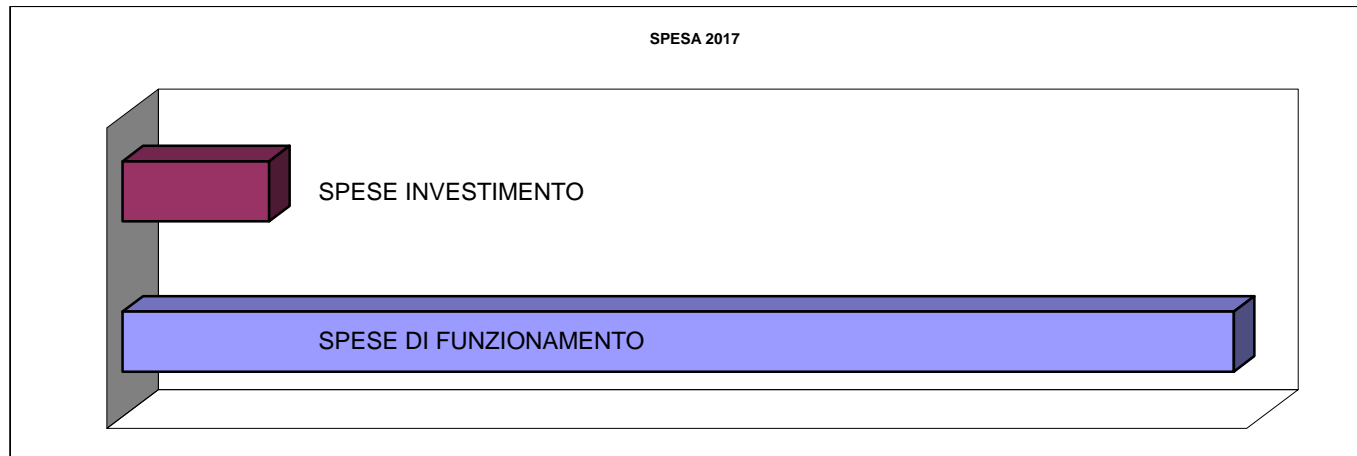 SPESA 2017
SPESE INVESTIMENTO
SPESE DI FUNZIONAMENTO